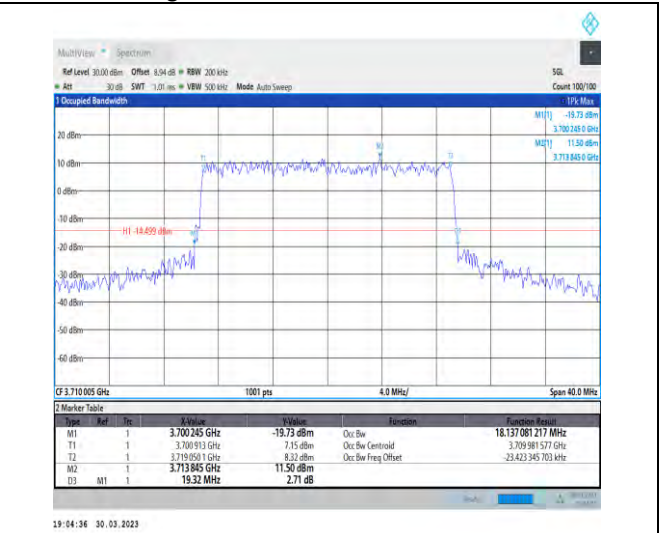 MultiView Spectrum
Ref Level 30.00 dBm Offset 8.94 dB RBW 200 kHz SGL
Att 30 dB SWT 1.01 ms VBW 500 kHz Mode Auto Sweep Count 100/100
1 Occupied Bandwidth 1Pk Max
M1[1] -19.73 dBm
3.700 245 0 GHz
M2[1] 11.50 dBm
3.713 845 0 GHz
20 dBm
M2
T1
10 dBm
0 dBm
-10 dBm
H1 -14.499 dBm
-20 dBm
-30 dBm
-40 dBm
-50 dBm
-60 dBm
CF 3.710 005 GHz 1001 pts 4.0 MHz/ Span 40.0 MHz
2 Marker Table
Type Ref Trc X-Value Y-Value Function Function Result
M1 1 3.700 245 GHz -19.73 dBm Occ Bw 18.137 081 217 MHz
T1 1 3.700 913 GHz 7.15 dBm Occ Bw Centroid 3.709 981 577 GHz
T2 1 3.719 050 1 GHz 8.32 dBm Occ Bw Freq Offset -23.423 345 703 kHz
M2 1 3.713 845 GHz 11.50 dBm
D3 M1 1 19.32 MHz 2.71 dB
19:04:36 30.03.2023